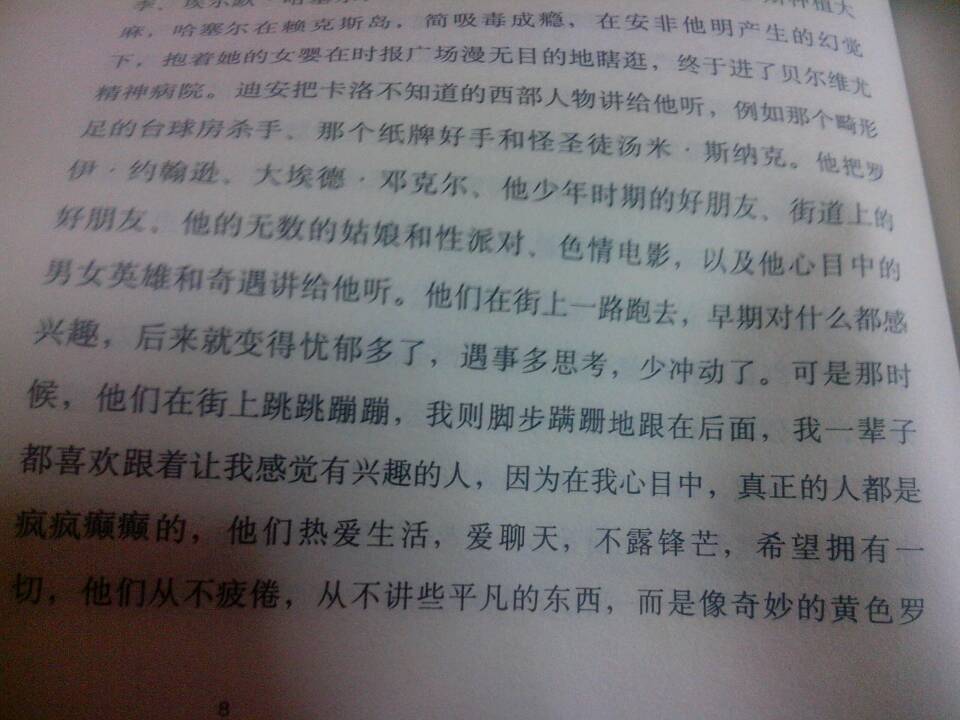 李、埃尔默·哈塞尔
种植大
麻，哈塞尔在赖克斯岛，简吸毒成瘾，在安非他明产生的幻觉
下，抱着她的女婴在时报广场漫无目的地瞎逛，终于进了贝尔维尤
精神病院。迪安把卡洛不知道的西部人物讲给他听，例如那个畸形
足的台球房杀手、那个纸牌好手和怪圣徒汤米·斯纳克。他把罗
伊·约翰逊、大埃德·邓克尔、他少年时期的好朋友、街道上的
好朋友、他的无数的姑娘和性派对、色情电影，以及他心目中的
男女英雄和奇遇讲给他听。他们在街上一路跑去，早期对什么都感
兴趣，后来就变得忧郁多了，遇事多思考，少冲动了。可是那时
候，他们在街上跳跳蹦蹦，我则脚步蹒跚地跟在后面，我一辈子
都喜欢跟着让我感觉有兴趣的人，因为在我心目中，真正的人都是
疯疯癫癫的，他们热爱生活，爱聊天，不露锋芒，希望拥有一
切，他们从不疲倦，从不讲些平凡的东西，而是像奇妙的黄色罗
8